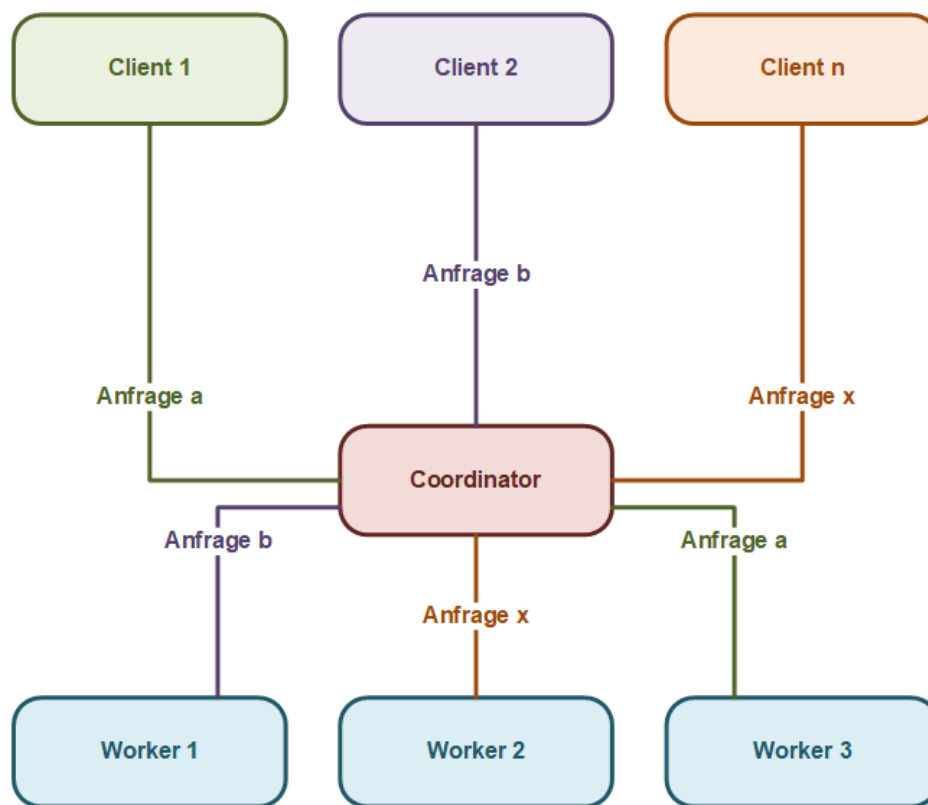 Client 1
Client 2
Client n
Anfrage b
Anfrage a
Anfrage x
Coordinator
Anfrage b
Anfrage a
Anfrage x
Worker 1
Worker 2
Worker 3